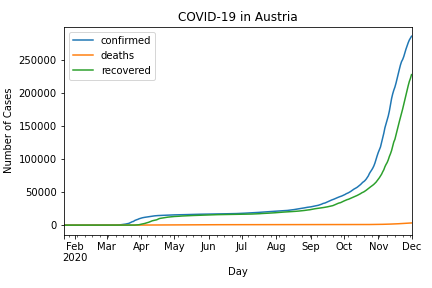 COVID-19 in Austria
confirmed
deaths
recovered
Number of Cases
250000
200000
150000
100000
50000
0
Feb Mar Apr May Jun Jul Aug Sep Oct Nov Dec
2020
Day